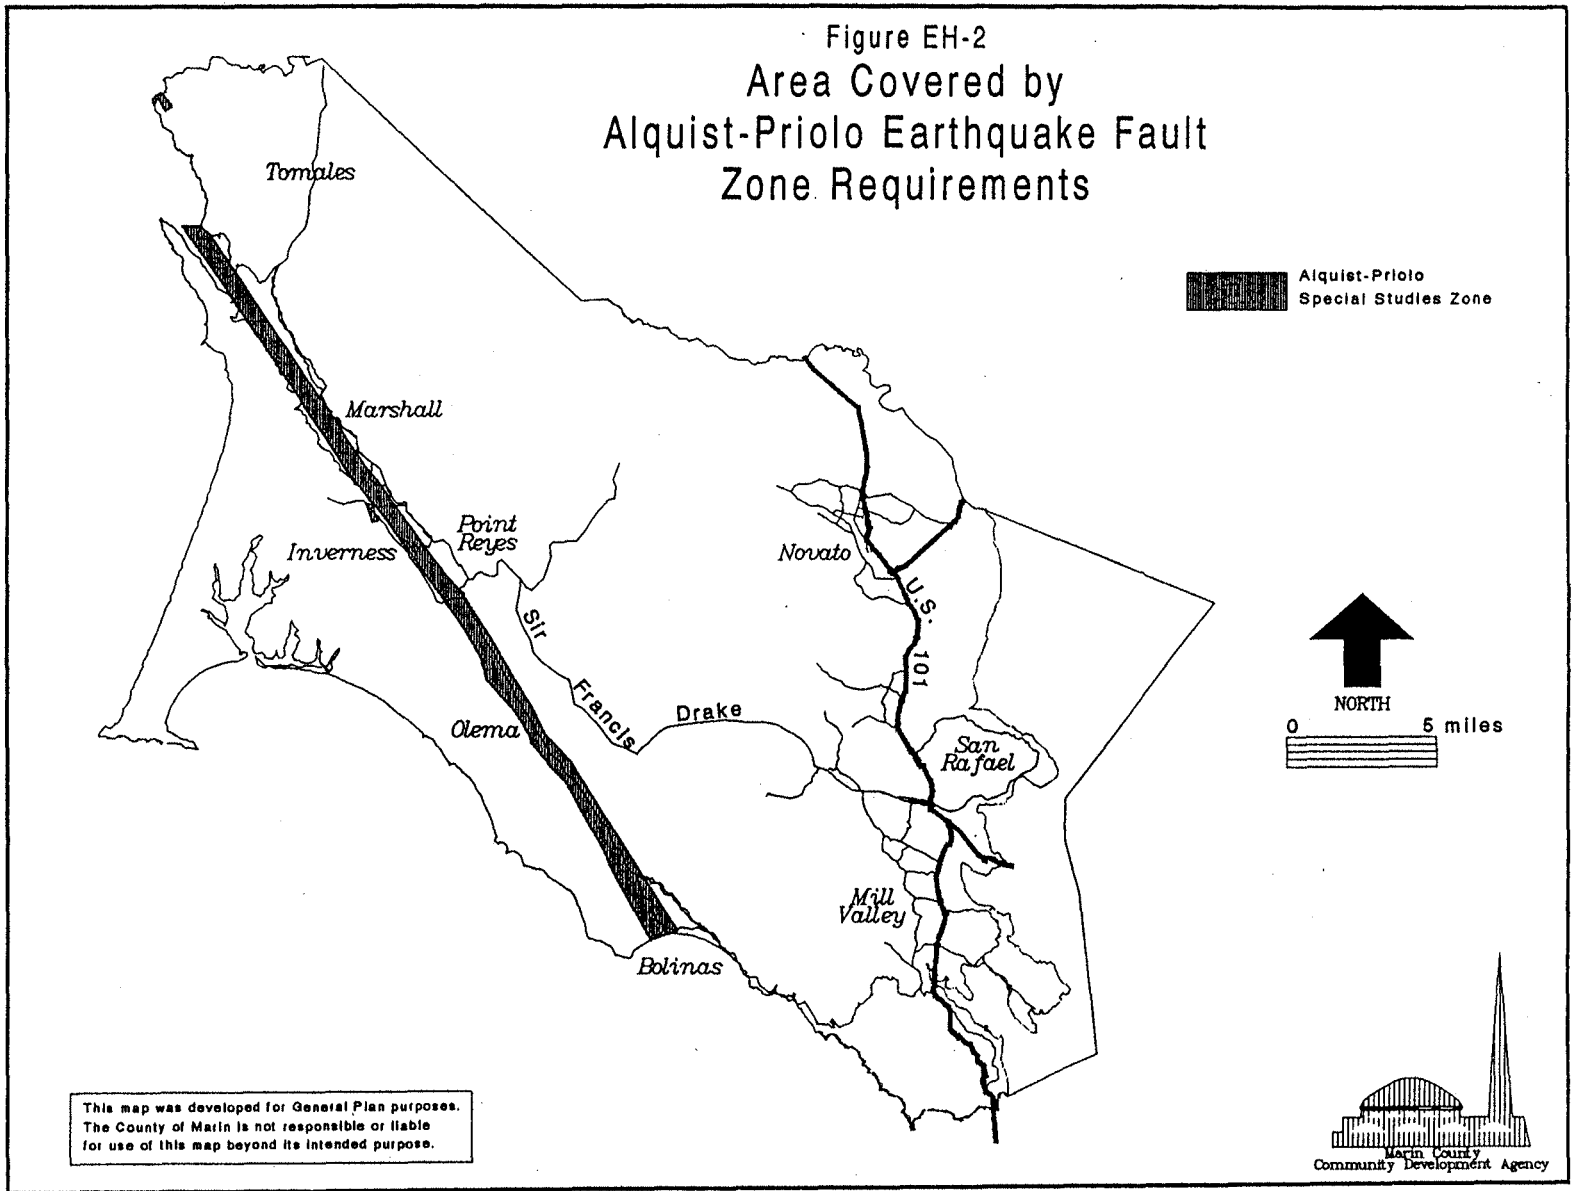 Figure EH-2
Area Covered by
Alquist-Priolo Earthquake Fault
Zone Requirements
Tomales
Alquist-Priolo
Special Studies Zone
Marshall
Point
Reyes
Inverness
Novato
U.S. 101
Sir Francis Drake
NORTH
0 5 miles
Olema
San
Rafael
Mill
Valley
Bolinas
This map was developed for General Plan purposes.
The County of Marin is not responsible or liable
for use of this map beyond its intended purpose.
Marin County
Community Development Agency